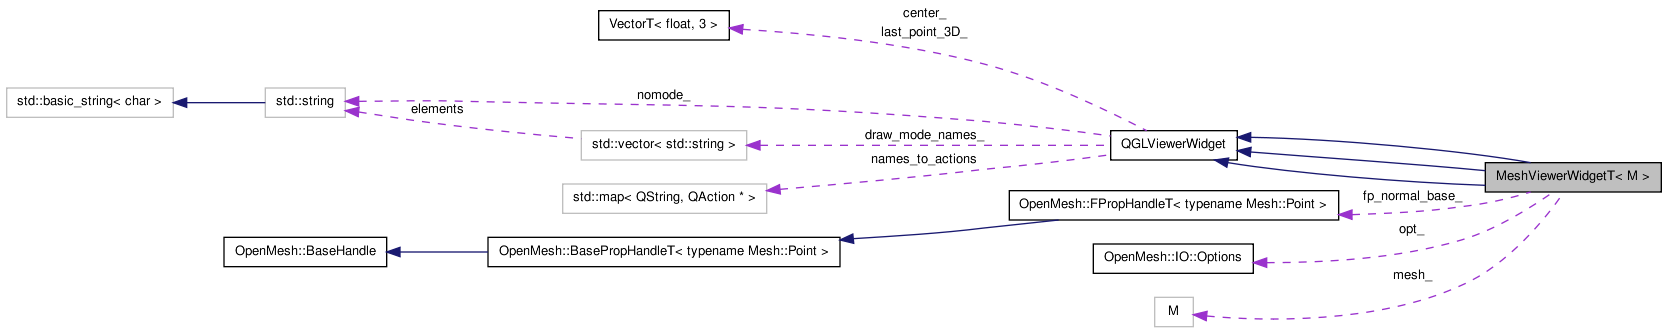 center_
last_point_3D_
VectorT< float, 3 >
std::basic_string< char >
std::string
nomode_
elements
std::vector< std::string >
draw_mode_names_
QGLViewerWidget
names_to_actions
std::map< QString, QAction * >
MeshViewerWidgetT< M >
OpenMesh::FPropHandleT< typename Mesh::Point >
fp_normal_base_
OpenMesh::BaseHandle
OpenMesh::BasePropHandleT< typename Mesh::Point >
opt_
OpenMesh::IO::Options
mesh_
M